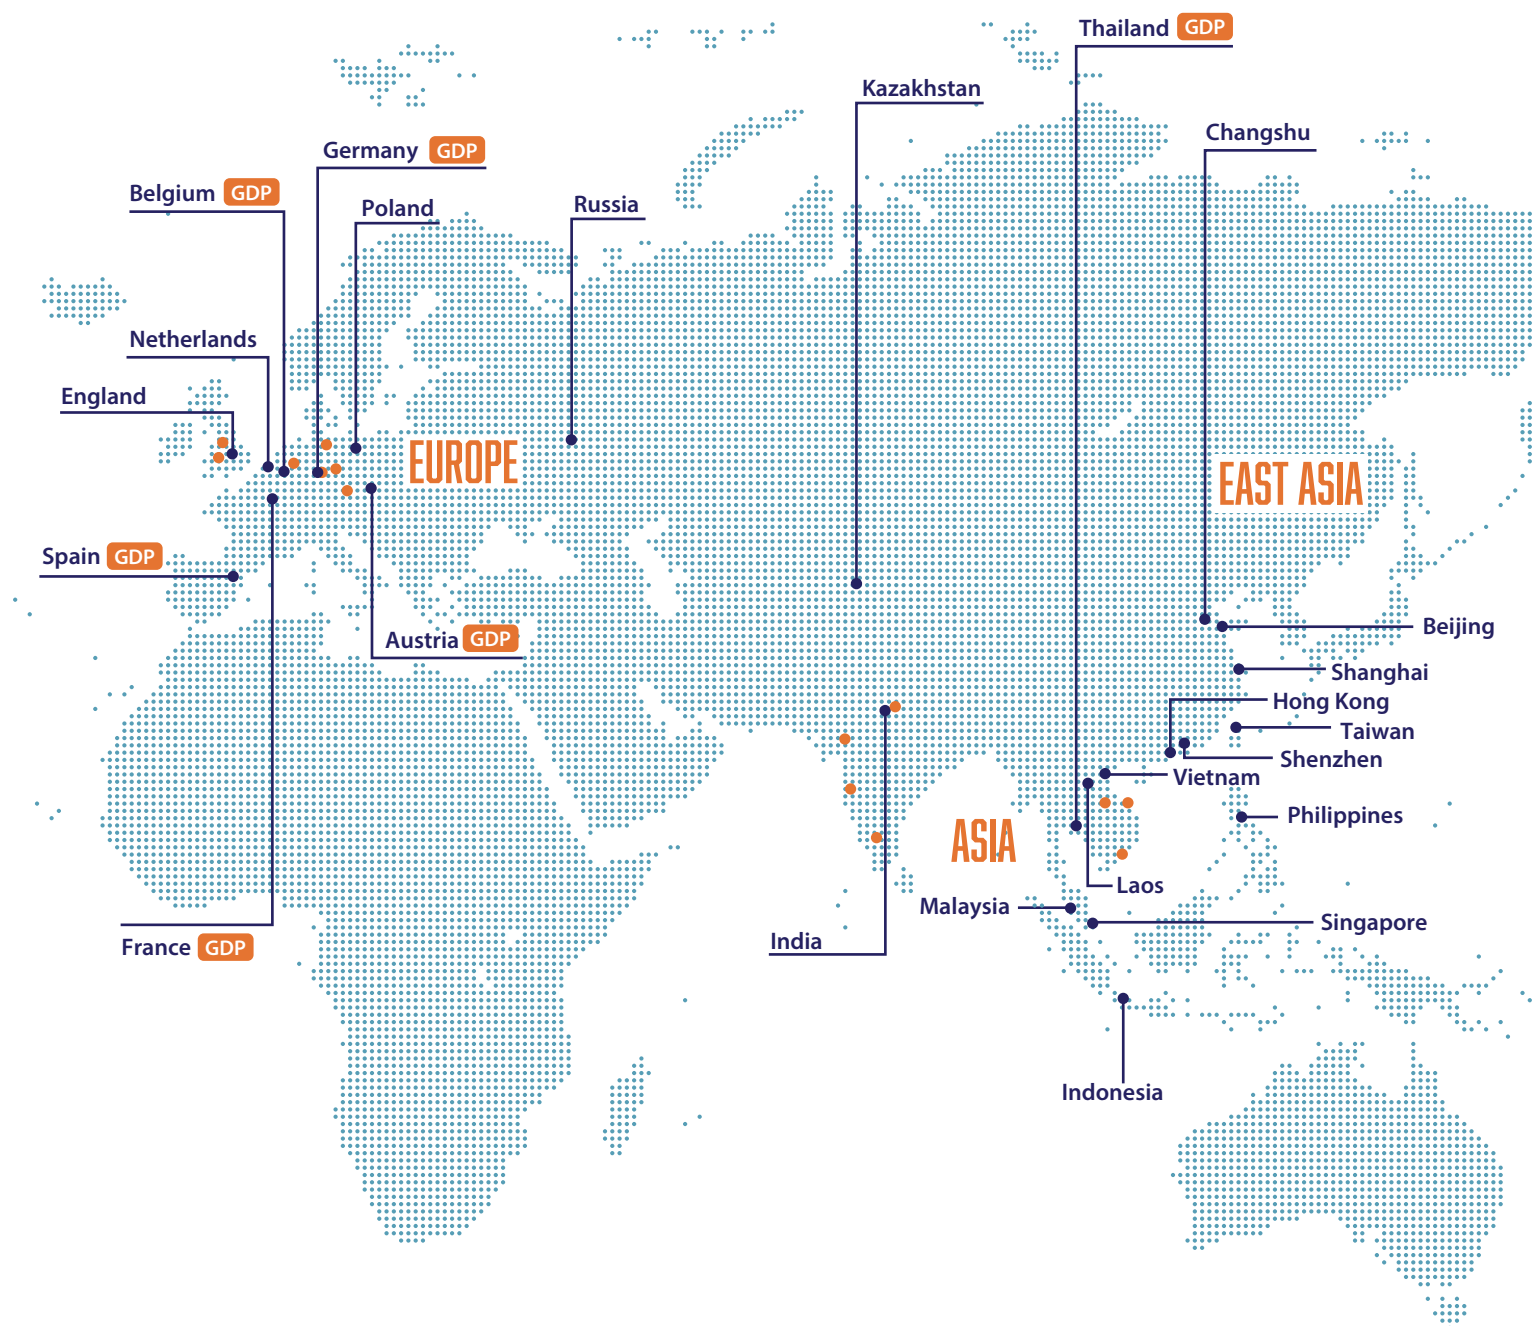 Thailand GDP
Kazakhstan
Changshu
Germany GDP
Belgium GDP
Poland
Russia
Netherlands
England
EUROPE
EAST ASIA
Spain GDP
Austria GDP
Beijing
Shanghai
Hong Kong
Taiwan
Shenzhen
Vietnam
Philippines
ASIA
Laos
Malaysia
Singapore
India
France GDP
Indonesia